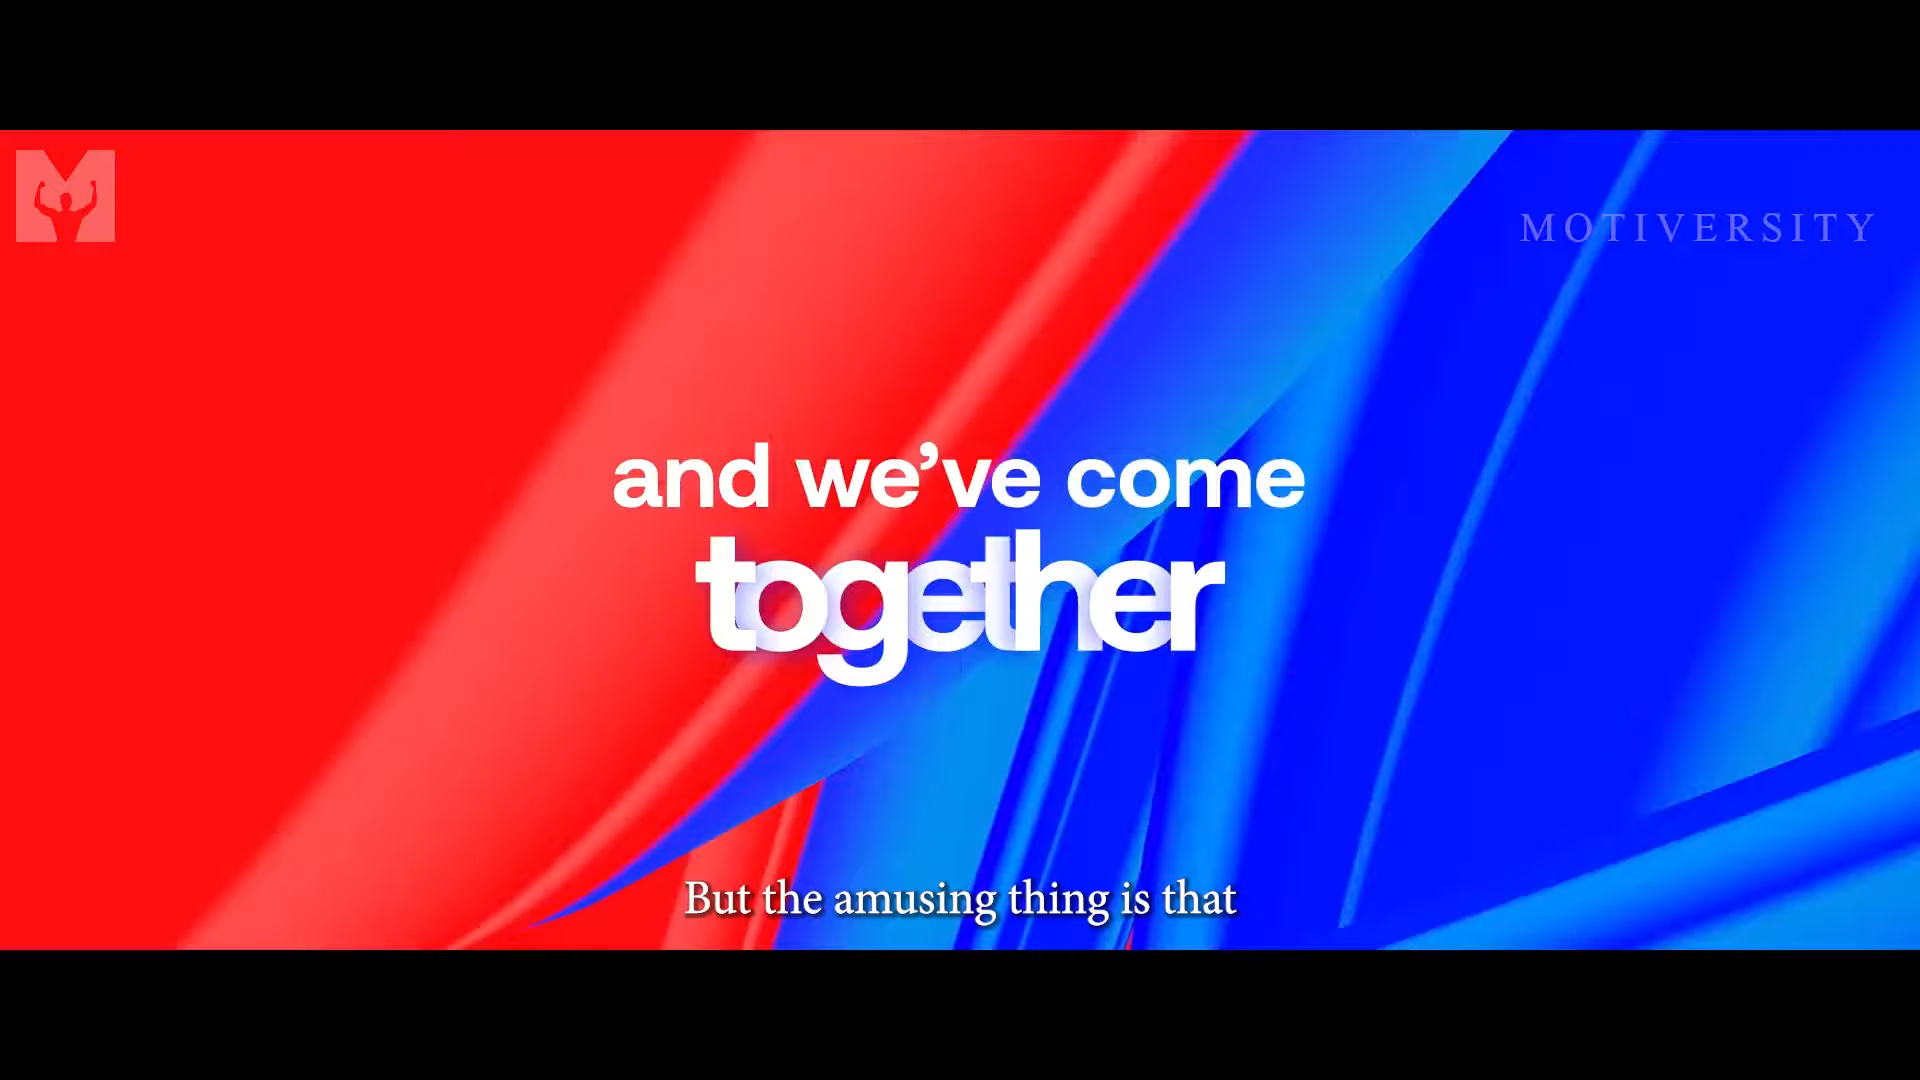 M
MOTIVERSITY
and we've come
together
But the amusing thing is that